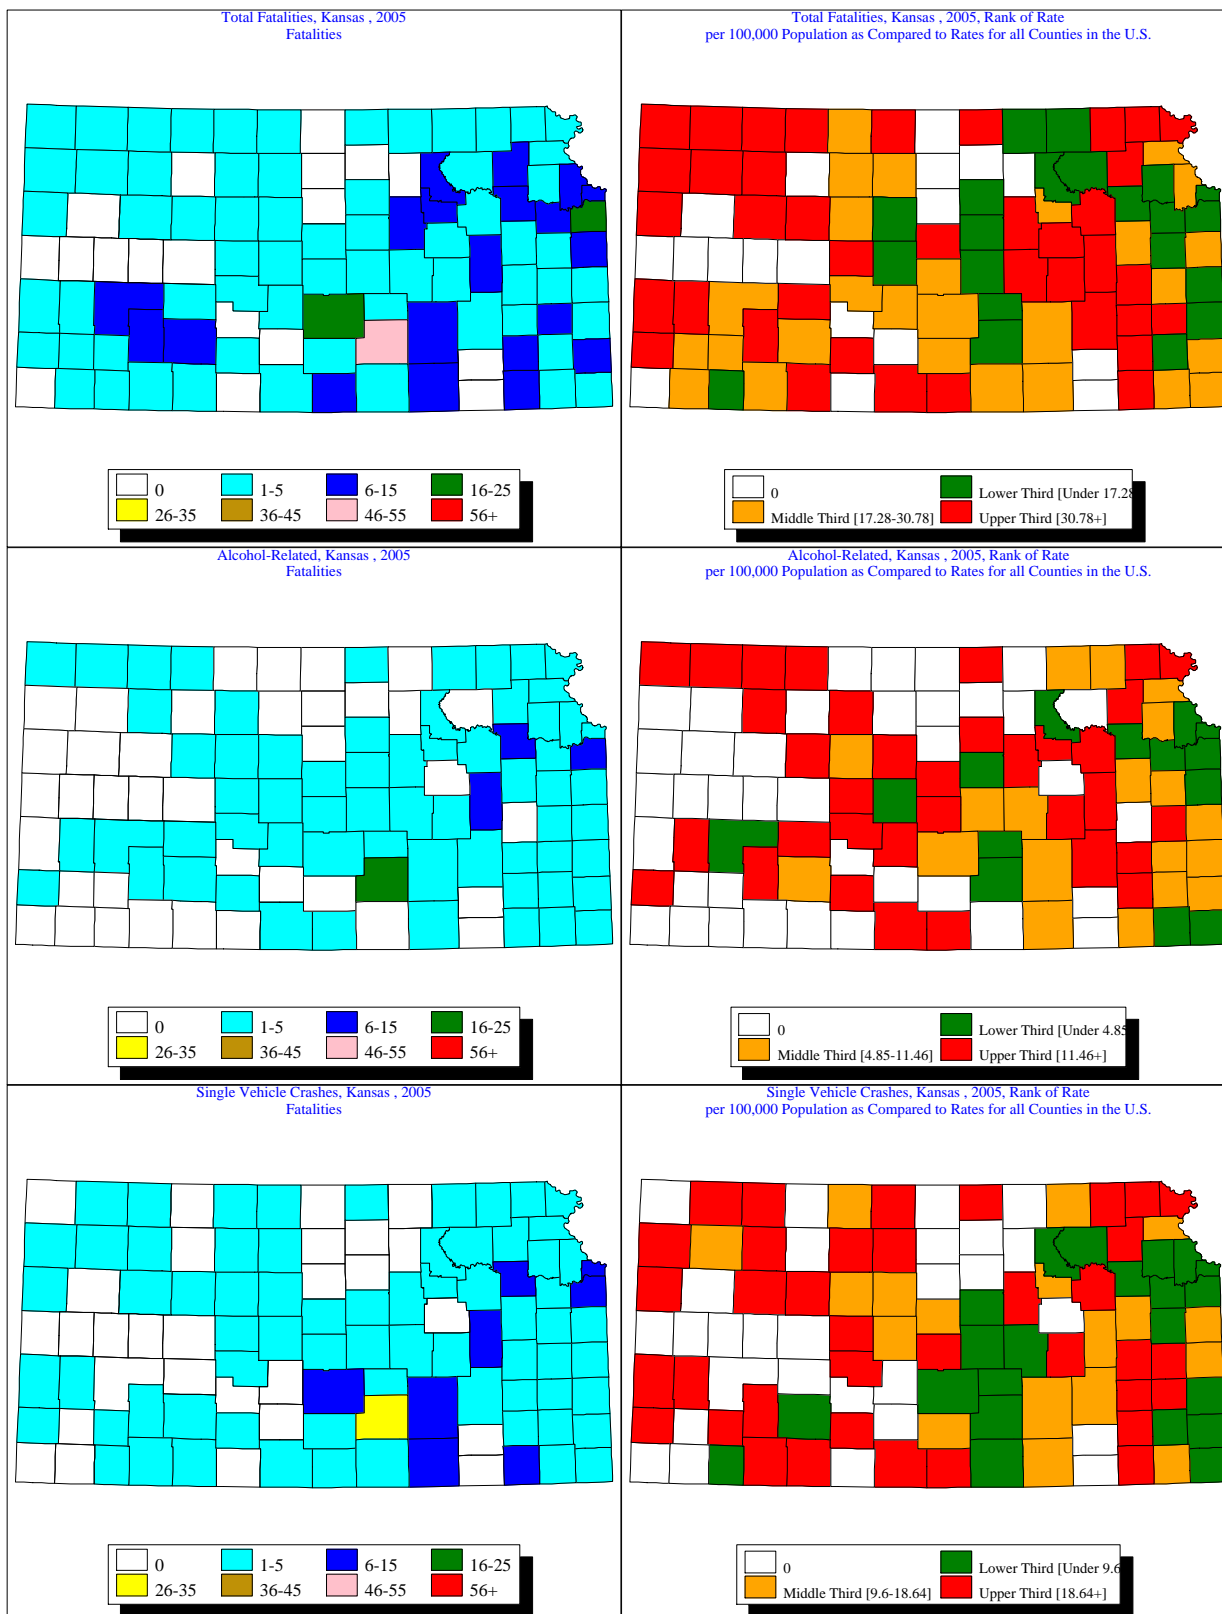 Total Fatalities, Kansas , 2005
Fatalities
0
1-5
6-15
16-25
26-35
36-45
46-55
56+
Total Fatalities, Kansas , 2005, Rank of Rate
per 100,000 Population as Compared to Rates for all Counties in the U.S.
0
Lower Third [Under 17.28
Middle Third [17.28-30.78]
Upper Third [30.78+]
Alcohol-Related, Kansas , 2005
Fatalities
0
1-5
6-15
16-25
26-35
36-45
46-55
56+
Alcohol-Related, Kansas , 2005, Rank of Rate
per 100,000 Population as Compared to Rates for all Counties in the U.S.
0
Lower Third [Under 4.85
Middle Third [4.85-11.46]
Upper Third [11.46+]
Single Vehicle Crashes, Kansas , 2005
Fatalities
0
1-5
6-15
16-25
26-35
36-45
46-55
56+
Single Vehicle Crashes, Kansas , 2005, Rank of Rate
per 100,000 Population as Compared to Rates for all Counties in the U.S.
0
Lower Third [Under 9.6
Middle Third [9.6-18.64]
Upper Third [18.64+]